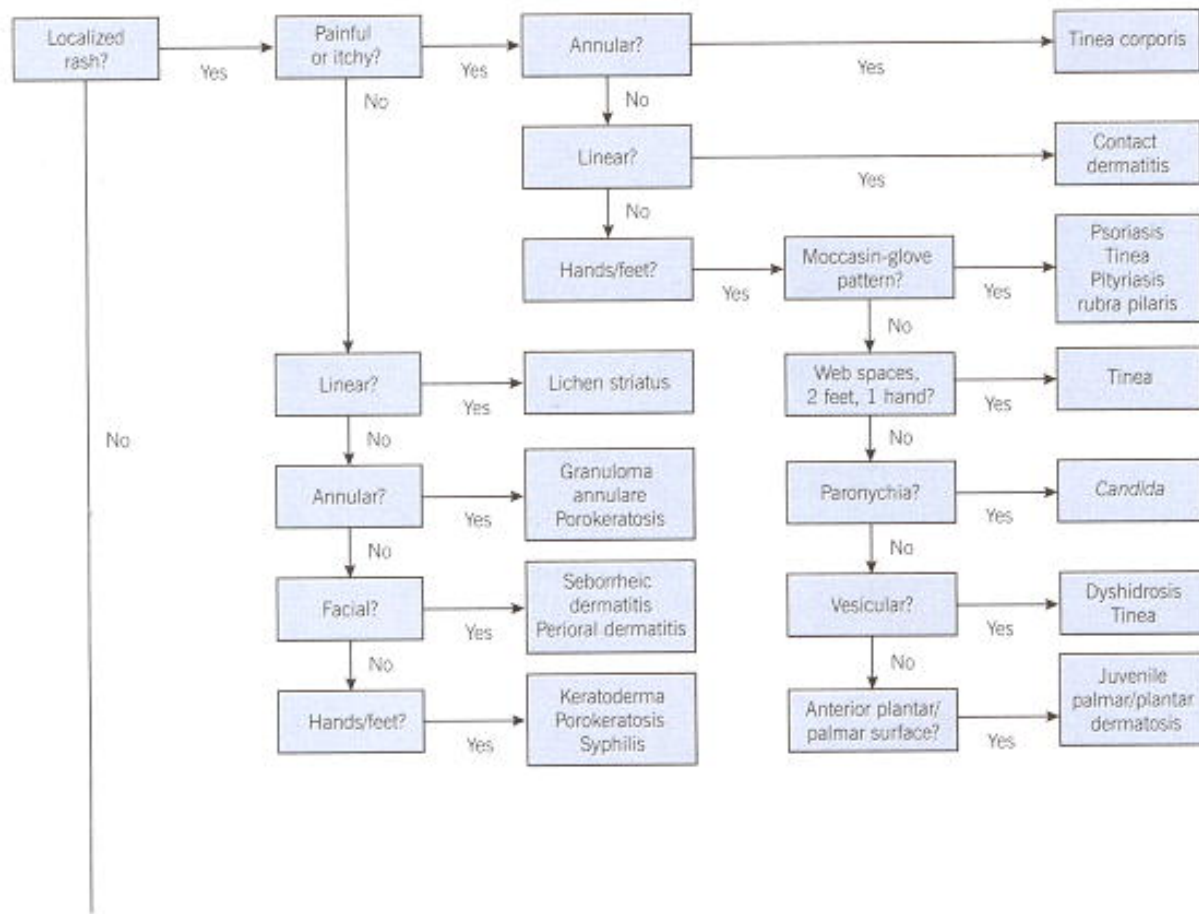 Localized
rash?
Yes
Painful
or itchy?
Yes
Annular?
Yes
Tinea corporis
No
No
Linear?
Yes
Contact
dermatitis
No
Hands/feet?
Yes
Moccasin-glove
pattern?
Yes
Psoriasis
Tinea
Pityriasis
rubra pilaris
No
Linear?
Yes
Lichen striatus
Web spaces,
2 feet, 1 hand?
Yes
Tinea
No
No
No
Annular?
Yes
Granuloma
annulare
Porokeratosis
Paronychia?
Yes
Candida
No
No
Facial?
Yes
Seborrheic
dermatitis
Perioral dermatitis
Vesicular?
Yes
Dyshidrosis
Tinea
No
No
Hands/feet?
Yes
Keratoderma
Porokeratosis
Syphilis
Anterior plantar/
palmar surface?
Yes
Juvenile
palmar/plantar
dermatosis